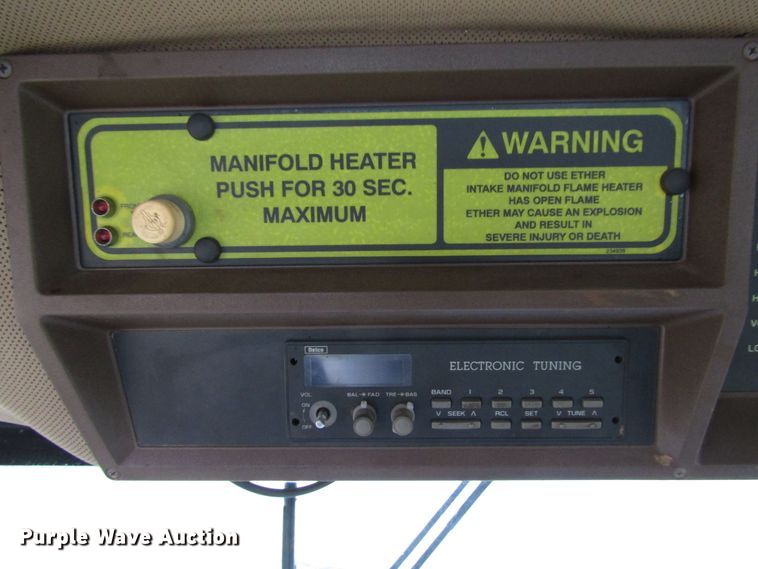 MANIFOLD HEATER
PUSH FOR 30 SEC.
MAXIMUM
WARNING
DO NOT USE ETHER
INTAKE MANIFOLD FLAME HEATER
HAS OPEN FLAME
ETHER MAY CAUSE AN EXPLOSION
AND RESULT IN
SEVERE INJURY OR DEATH
Delco
ELECTRONIC TUNING
VOL
ON
OFF
BAL FAD
TRE BAS
BAND 1 2 3 4 5
V SEEK Λ RCL SET V TUNE Λ
Purple Wave Auction